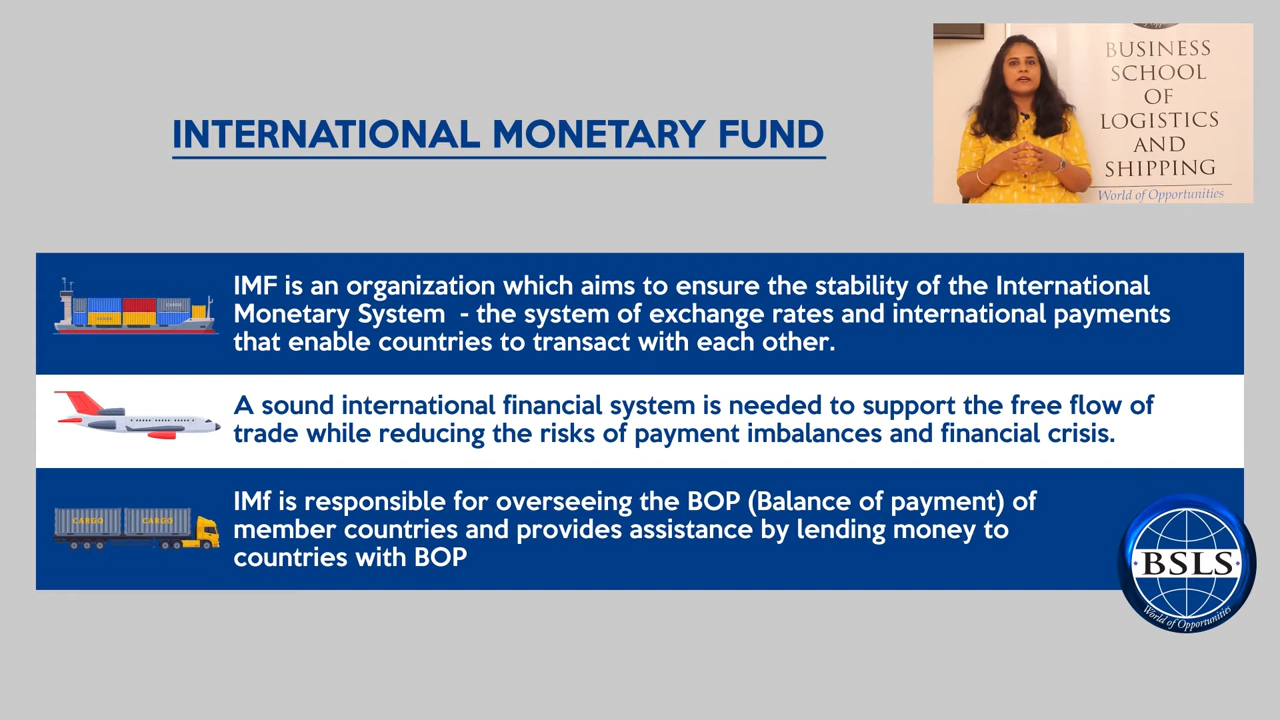 INTERNATIONAL MONETARY FUND
BUSINESS
SCHOOL
OF
LOGISTICS
AND
SHIPPING
World of Opportunities
IMF is an organization which aims to ensure the stability of the International
Monetary System - the system of exchange rates and international payments
that enable countries to transact with each other.
A sound international financial system is needed to support the free flow of
trade while reducing the risks of payment imbalances and financial crisis.
CARGO CARGO
IMf is responsible for overseeing the BOP (Balance of payment) of
member countries and provides assistance by lending money to
countries with BOP
BSLS
World of Opportunities